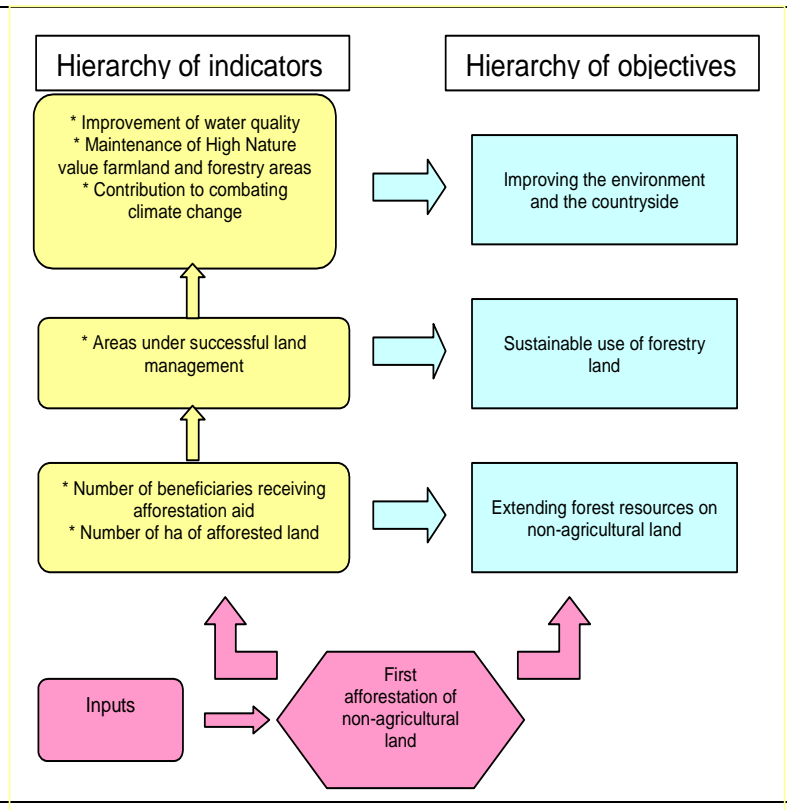 Hierarchy of indicators
Hierarchy of objectives
* Improvement of water quality
* Maintenance of High Nature
value farmland and forestry areas
* Contribution to combating
climate change
Improving the environment
and the countryside
* Areas under successful land
management
Sustainable use of forestry
land
* Number of beneficiaries receiving
afforestation aid
* Number of ha of afforested land
Extending forest resources on
non-agricultural land
Inputs
First
afforestation of
non-agricultural
land